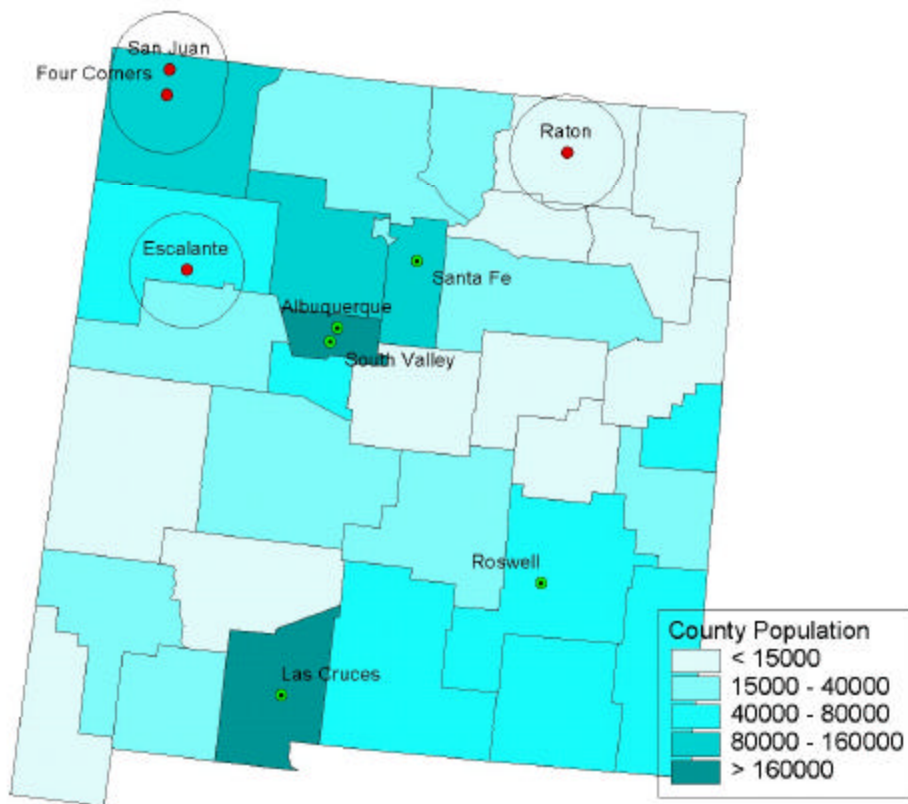 San Juan
Four Corners
Raton
Escalante
Santa Fe
Albuquerque
South Valley
Roswell
Las Cruces
County Population
< 15000
15000 - 40000
40000 - 80000
80000 - 160000
> 160000